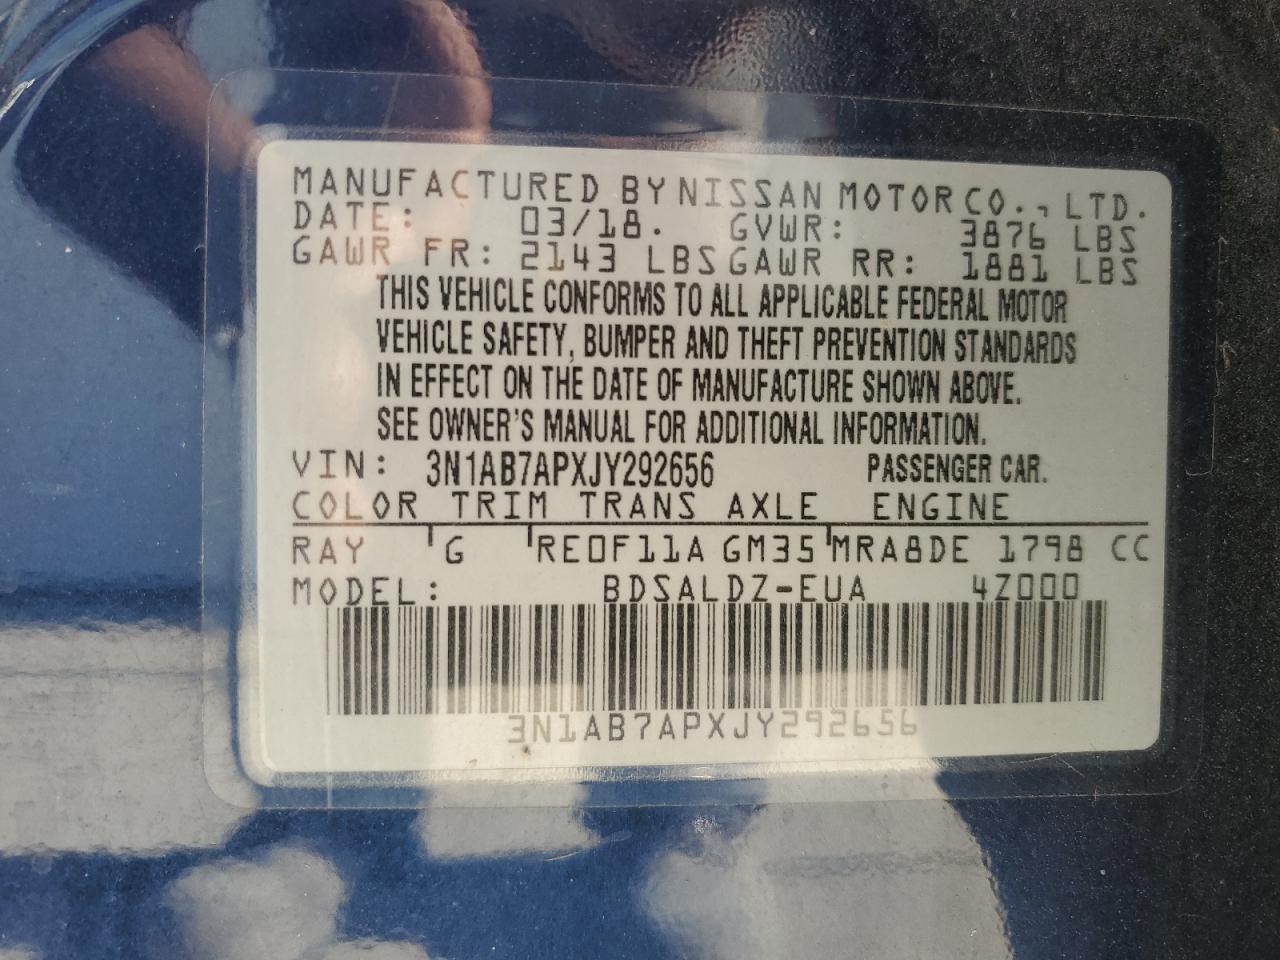 MANUFACTURED BY NISSAN MOTOR CO., LTD.
DATE: 03/18. GVWR: 3876 LBS
GAWR FR: 2143 LBS GAWR RR: 1881 LBS
THIS VEHICLE CONFORMS TO ALL APPLICABLE FEDERAL MOTOR
VEHICLE SAFETY, BUMPER AND THEFT PREVENTION STANDARDS
IN EFFECT ON THE DATE OF MANUFACTURE SHOWN ABOVE.
SEE OWNER'S MANUAL FOR ADDITIONAL INFORMATION.
VIN: 3N1AB7APXJY292656 PASSENGER CAR.
COLOR TRIM TRANS AXLE ENGINE
RAY G RE0F11A GM35 MRA8DE 1798 CC
MODEL: BDSALDZ-EUA 4Z000
3N1AB7APXJY292656